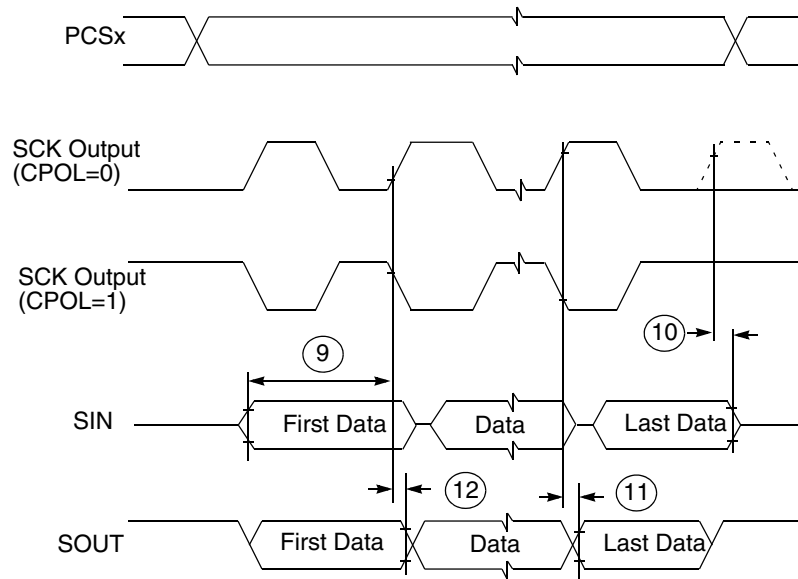 PCSx
SCK Output
(CPOL=0)
SCK Output
(CPOL=1)
10
9
SIN
First Data
Data
Last Data
12
11
SOUT
First Data
Data
Last Data